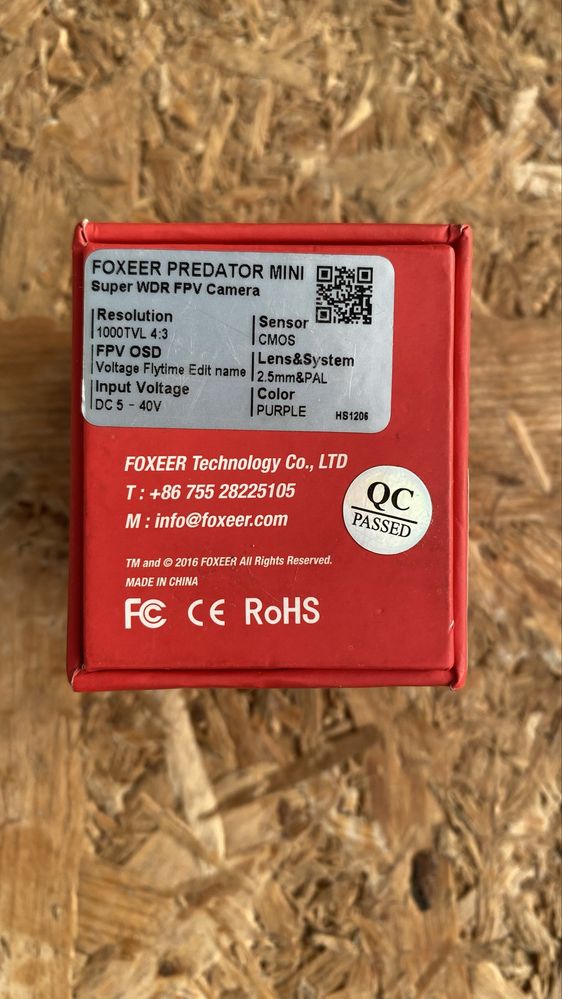 FOXEER PREDATOR MINI
Super WDR FPV Camera
Resolution
1000TVL 4:3
FPV OSD
Voltage Flytime Edit name
Input Voltage
DC 5 - 40V
Sensor
CMOS
Lens&System
2.5mm&PAL
Color
PURPLE
HS1206
FOXEER Technology Co., LTD
T : +86 755 28225105
M : info@foxeer.com
QC
PASSED
TM and © 2016 FOXEER All Rights Reserved.
MADE IN CHINA
FC CE RoHS